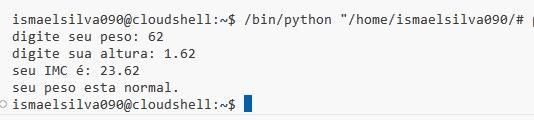 ismaelsilva090@cloudshell:~$ /bin/python "/home/ismaelsilva090/#
digite seu peso: 62
digite sua altura: 1.62
seu IMC é: 23.62
seu peso esta normal.
ismaelsilva090@cloudshell:~$